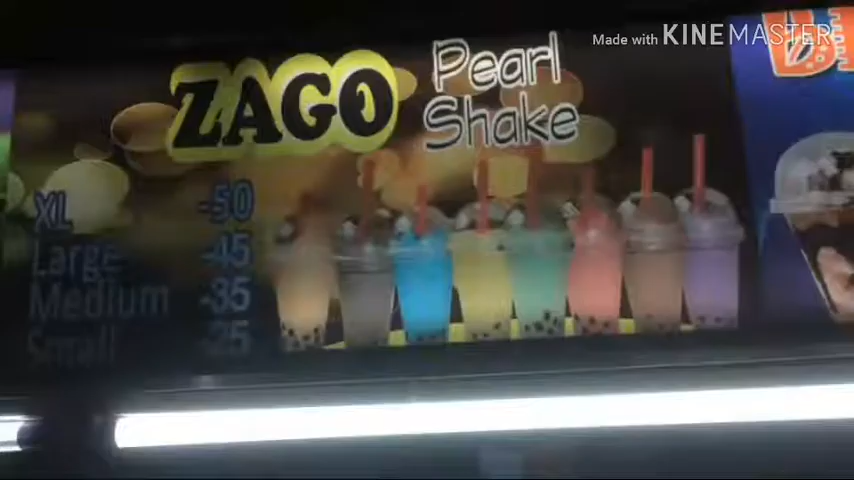 Made with KINEMASTER
ZAGO Pearl
Shake
XL -50
Large -45
Medium -35
Small -25